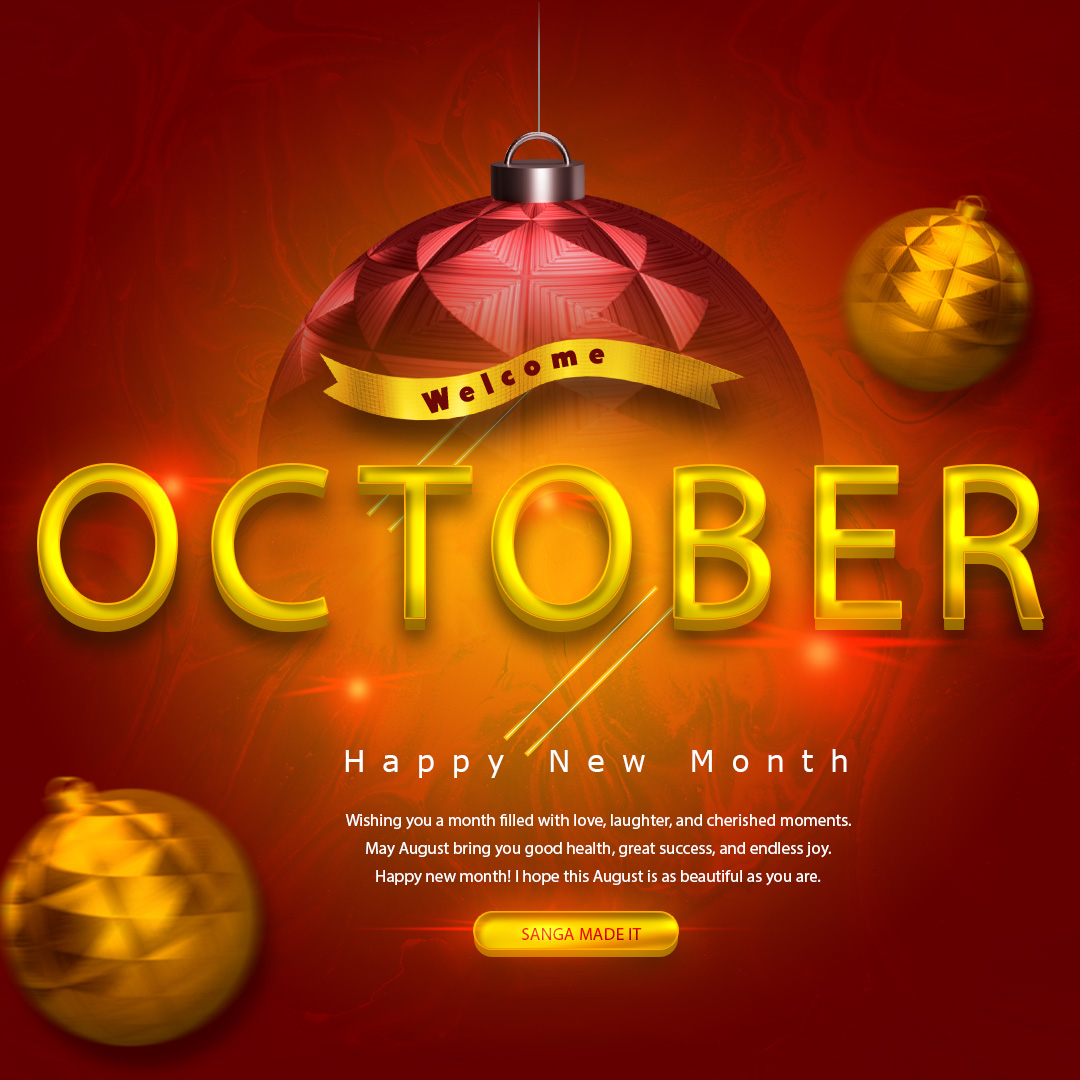 Welcome
OCTOBER
Happy New Month
Wishing you a month filled with love, laughter, and cherished moments.
May August bring you good health, great success, and endless joy.
Happy new month! I hope this August is as beautiful as you are.
SANGA MADE IT